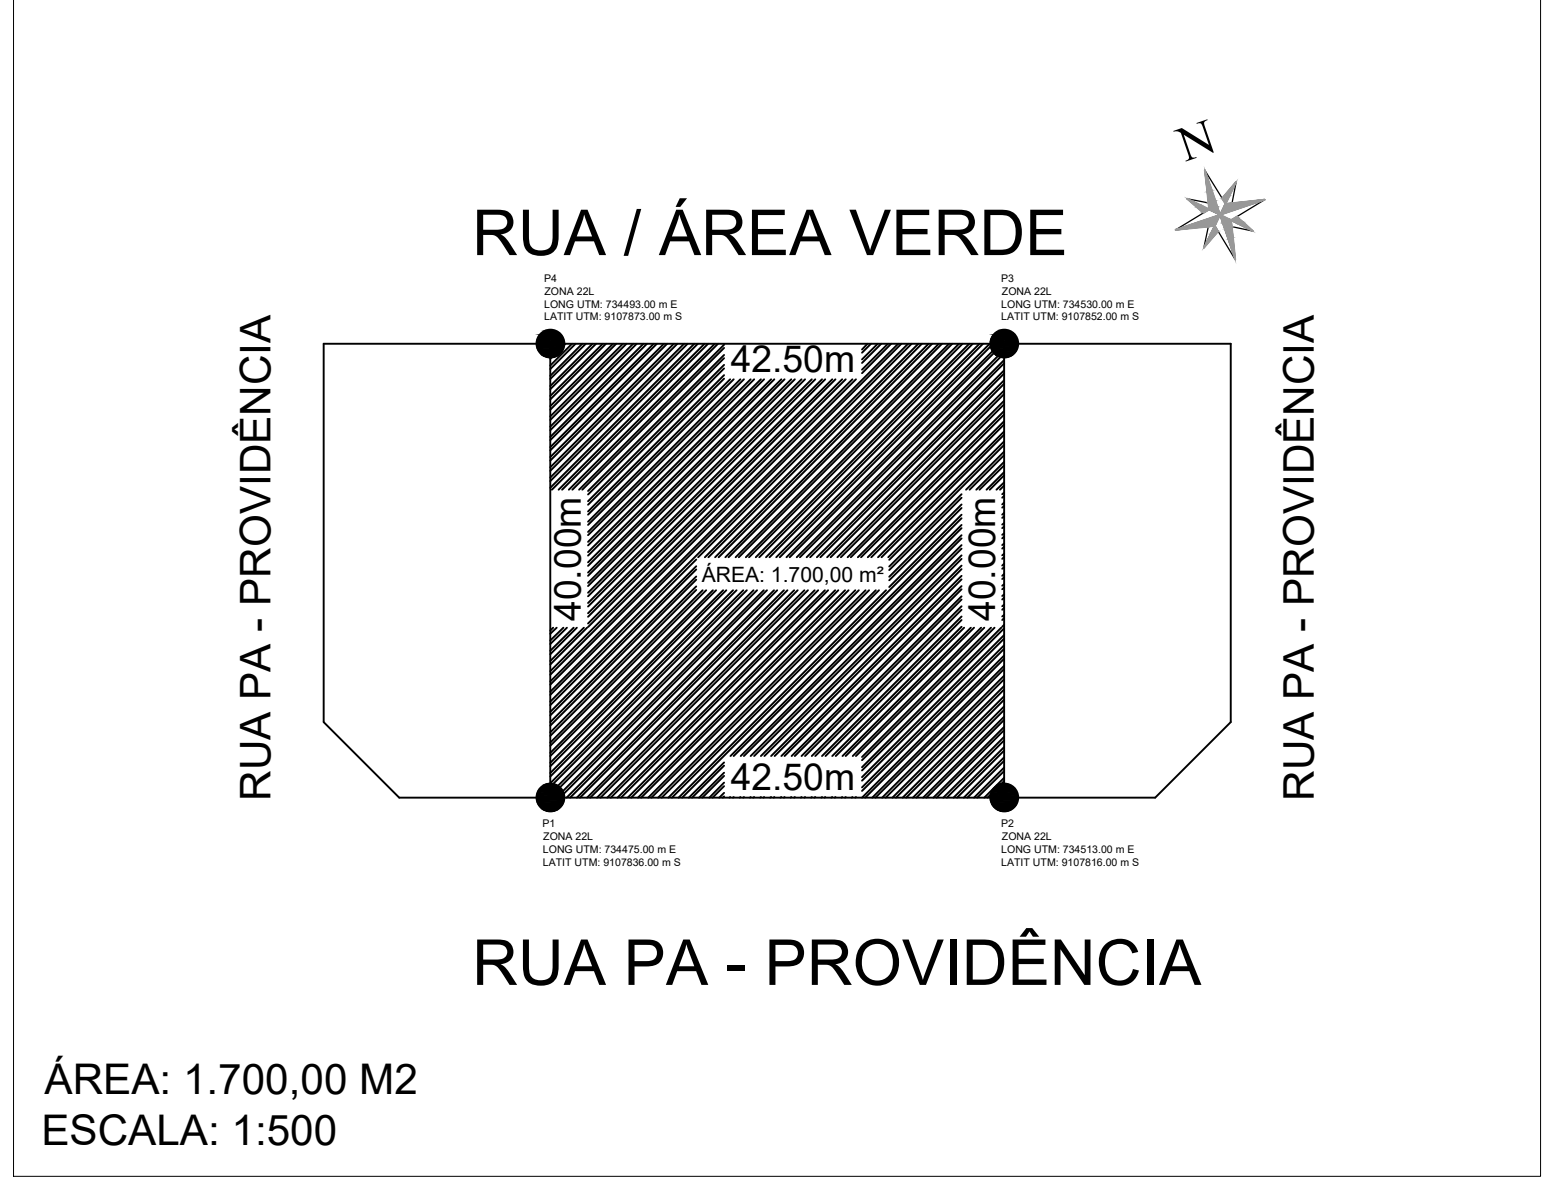 N
RUA / ÁREA VERDE
P4
ZONA 22L
LONG UTM: 734493.00 m E
LATIT UTM: 9107873.00 m S
P3
ZONA 22L
LONG UTM: 734530.00 m E
LATIT UTM: 9107852.00 m S
RUA PA - PROVIDÊNCIA
42.50m
RUA PA - PROVIDÊNCIA
40.00m
ÁREA: 1.700,00 m²
40.00m
42.50m
P1
ZONA 22L
LONG UTM: 734475.00 m E
LATIT UTM: 9107836.00 m S
P2
ZONA 22L
LONG UTM: 734513.00 m E
LATIT UTM: 9107816.00 m S
RUA PA - PROVIDÊNCIA
ÁREA: 1.700,00 M2
ESCALA: 1:500